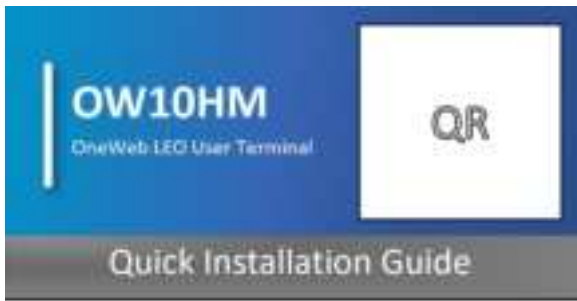 OW10HM
OneWeb LEO User Terminal
QR
Quick Installation Guide